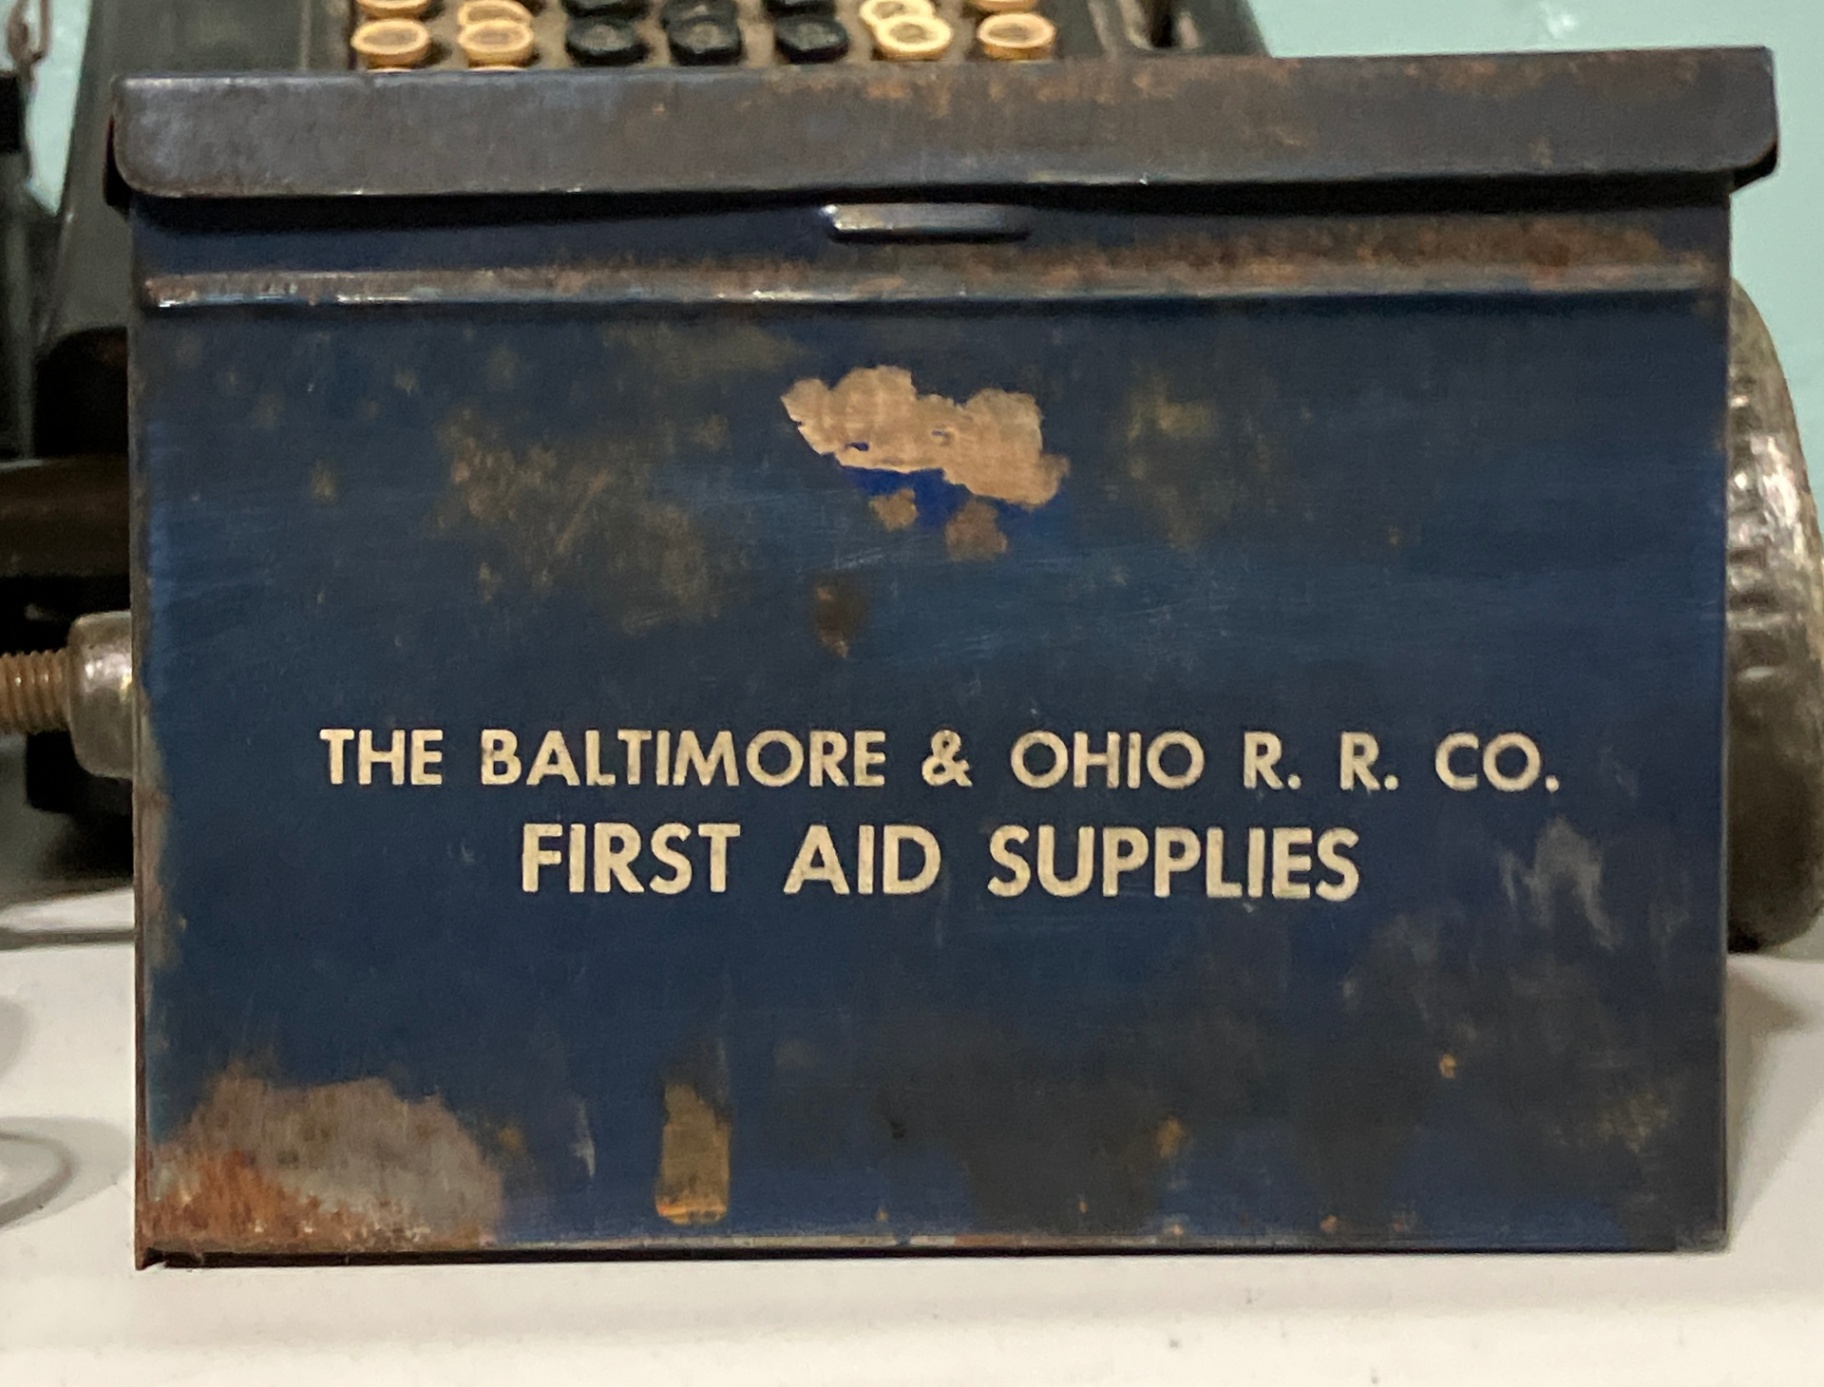 THE BALTIMORE & OHIO R. R. CO.
FIRST AID SUPPLIES